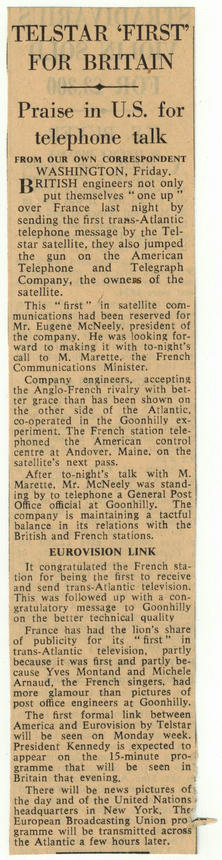 TELSTAR 'FIRST'
FOR BRITAIN
Praise in U.S. for
telephone talk
FROM OUR OWN CORRESPONDENT
WASHINGTON, Friday.
BRITISH engineers not only
put themselves "one up"
over France last night by
sending the first trans-Atlantic
telephone message by the Tel-
star satellite, they also jumped
the gun on the American
Telephone and Telegraph
Company, the owners of the
satellite.
This "first" in satellite com-
munications had been reserved for
Mr. Eugene McNeely, president of
the company. He was looking for-
ward to making it with to-night's
call to M. Marette, the French
Communications Minister.
Company engineers, accepting
the Anglo-French rivalry with bet-
ter grace than has been shown on
the other side of the Atlantic,
co-operated in the Goonhilly ex-
periment. The French station tele-
phoned the American control
centre at Andover, Maine, on the
satellite's next pass.
After to-night's talk with M.
Marette, Mr. McNeely was stand-
ing by to telephone a General Post
Office official at Goonhilly. The
company is maintaining a tactful
balance in its relations with the
British and French stations.
EUROVISION LINK
It congratulated the French sta-
tion for being the first to receive
and send trans-Atlantic television.
This was followed up with a con-
gratulatory message to Goonhilly
on the better technical quality
France has had the lion's share
of publicity for its "first" in
trans-Atlantic television, partly
because it was first and partly be-
cause Yves Montand and Michele
Arnaud, the French singers, had
more glamour than pictures of
post office engineers at Goonhilly.
The first formal link between
America and Eurovision by Telstar
will be seen on Monday week.
President Kennedy is expected to
appear on the 15-minute pro-
gramme that will be seen in
Britain that evening.
There will be news pictures of
the day and of the United Nations
headquarters in New York. The
European Broadcasting Union pro
gramme will be transmitted across
the Atlantic a few hours later.